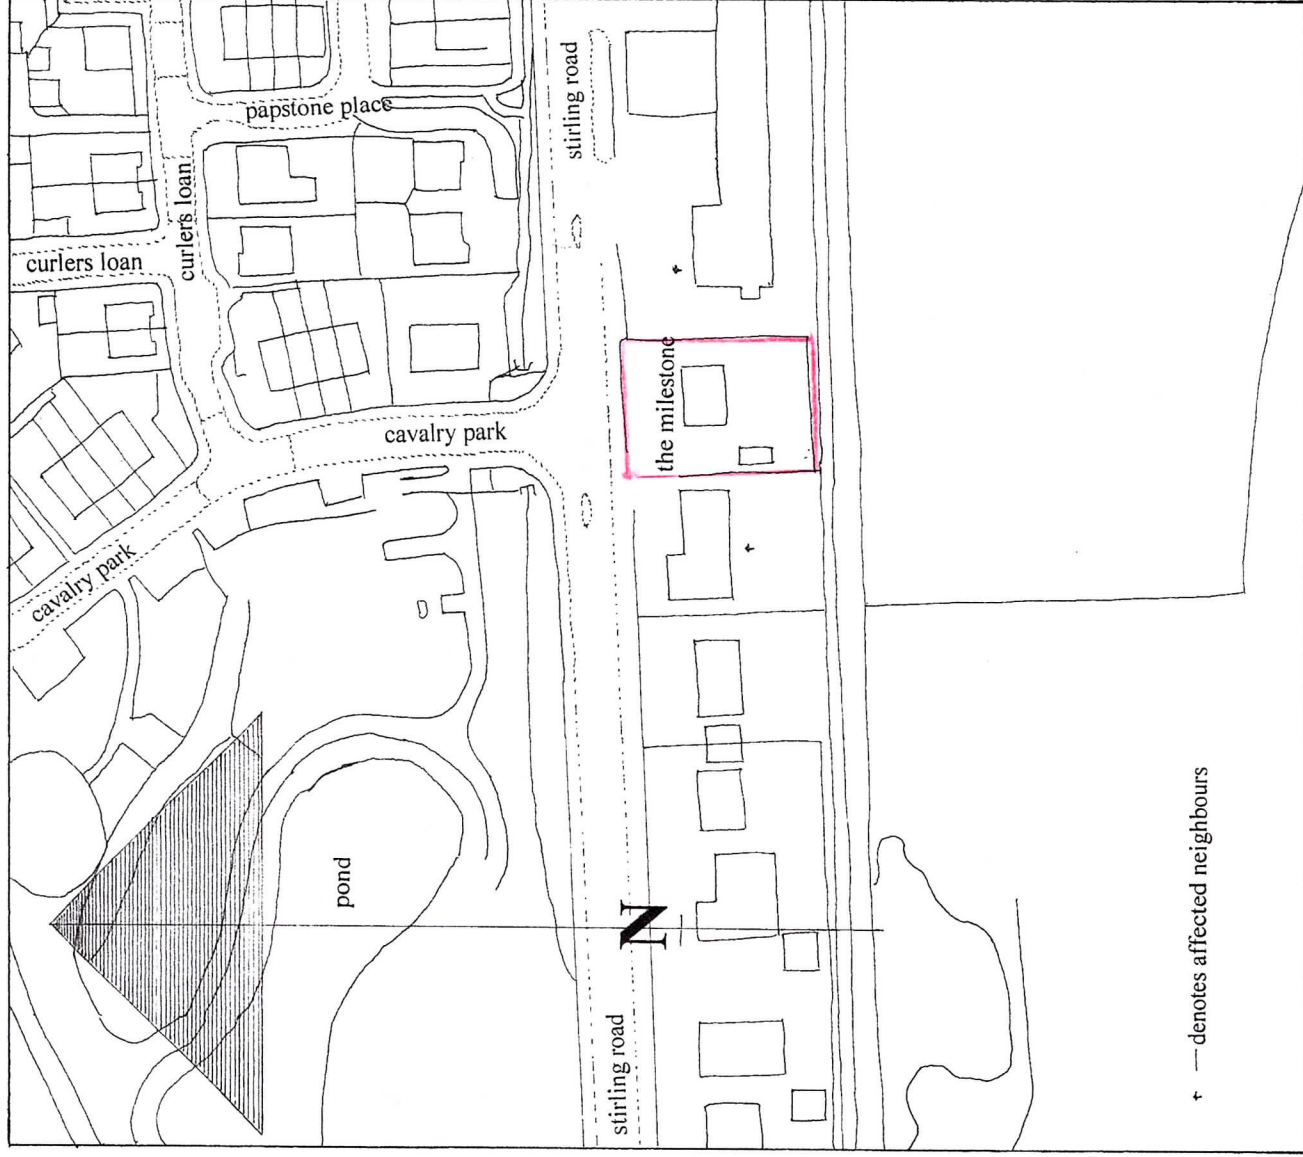 stirling road
papstone place
curlers loan
curlers loan
the milestone
cavalry park
cavalry park
pond
N
stirling road
—denotes affected neighbours